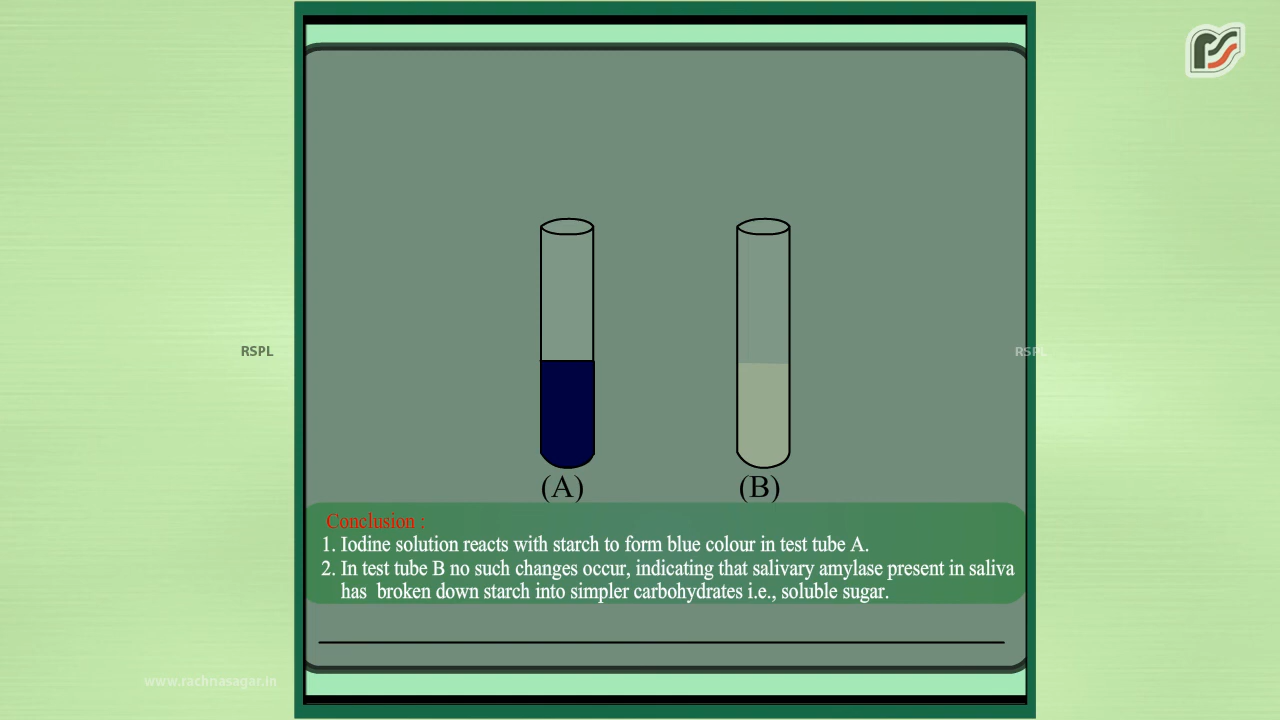 RSPL
RSPL
(A)
(B)
Conclusion :
1. Iodine solution reacts with starch to form blue colour in test tube A.
2. In test tube B no such changes occur, indicating that salivary amylase present in saliva
has broken down starch into simpler carbohydrates i.e., soluble sugar.
www.rachnasagar.in